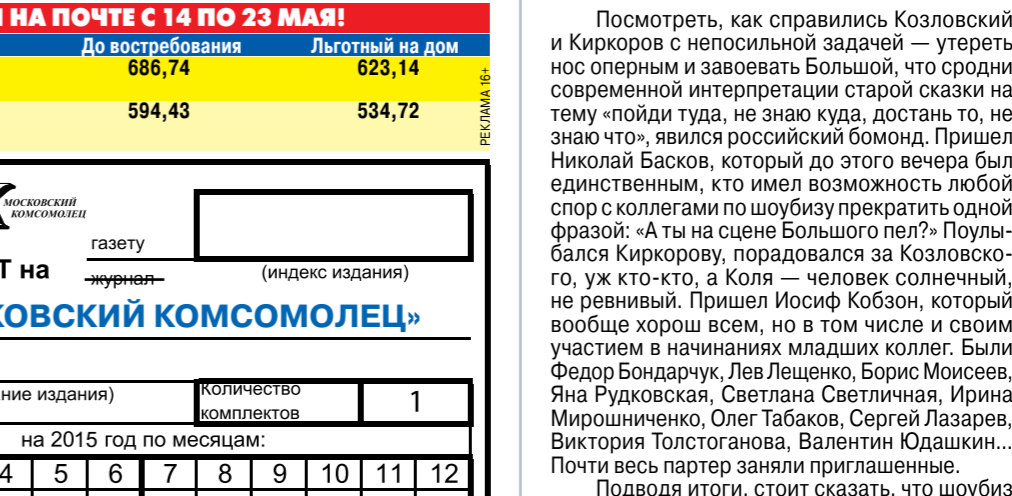 НА ПОЧТЕ С 14 ПО 23 МАЯ!
До востребования Льготный на дом
686,74 623,14
594,43 534,72
РЕКЛАМА 16+
МОСКОВСКИЙ
КОМСОМОЛЕЦ
газету
на журнал (индекс издания)
КОМСОМОЛЕЦ»
издания) Количество
комплектов 1
на 2015 год по месяцам:
4 5 6 7 8 9 10 11 12
Посмотреть, как справились Козловский
и Киркоров с непосильной задачей — утереть
нос оперным и завоевать Большой, что сродни
современной интерпретации старой сказки на
тему «пойди туда, не знаю куда, достань то, не
знаю что», явился российский бомонд. Пришел
Николай Басков, который до этого вечера был
единственным, кто имел возможность любой
спор с коллегами по шоубизу прекратить одной
фразой: «А ты на сцене Большого пел?» Поулы-
бался Киркорову, порадовался за Козловско-
го, уж кто-кто, а Коля — человек солнечный,
не ревнивый. Пришел Иосиф Кобзон, который
вообще хорош всем, но в том числе и своим
участием в начинаниях младших коллег. Были
Федор Бондарчук, Лев Лещенко, Борис Моисеев,
Яна Рудковская, Светлана Светличная, Ирина
Мирошниченко, Олег Табаков, Сергей Лазарев,
Виктория Толстоганова, Валентин Юдашкин...
Почти весь партер заняли приглашенные.
Подводя итоги, стоит сказать, что шоубиз